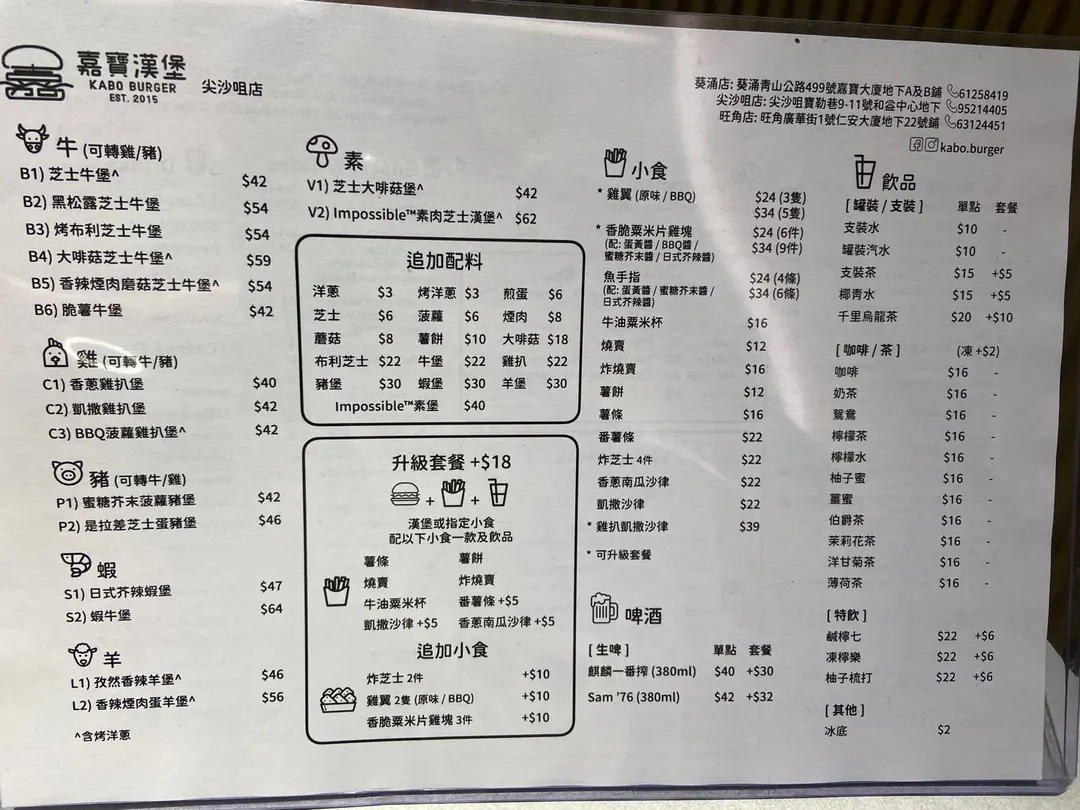 嘉寶漢堡
KABO BURGER
EST. 2015
尖沙咀店
葵涌店: 葵涌青山公路499號嘉寶大廈地下A及B鋪 61258419
尖沙咀店: 尖沙咀寶勒巷9-11號和益中心地下 95214405
旺角店: 旺角廣華街1號仁安大廈地下22號鋪 63124451
kabo.burger
牛 (可轉雞/豬)
B1) 芝士牛堡^ $42
B2) 黑松露芝士牛堡 $54
B3) 烤布利芝士牛堡 $54
B4) 大啡菇芝士牛堡^ $59
B5) 香辣煙肉磨菇芝士牛堡^ $54
B6) 脆薯牛堡 $42
雞 (可轉牛/豬)
C1) 香蔥雞扒堡 $40
C2) 凱撒雞扒堡 $42
C3) BBQ菠蘿雞扒堡^ $42
豬 (可轉牛/雞)
P1) 蜜糖芥末菠蘿豬堡 $42
P2) 是拉差芝士蛋豬堡 $46
蝦
S1) 日式芥辣蝦堡 $47
S2) 蝦牛堡 $64
羊
L1) 孜然香辣羊堡^ $46
L2) 香辣煙肉蛋羊堡^ $56
^含烤洋蔥
素
V1) 芝士大啡菇堡^ $42
V2) Impossible™素肉芝士漢堡^ $62
追加配料
洋蔥 $3 烤洋蔥 $3 煎蛋 $6
芝士 $6 菠蘿 $6 煙肉 $8
蘑菇 $8 薯餅 $10 大啡菇 $18
布利芝士 $22 牛堡 $22 雞扒 $22
豬堡 $30 蝦堡 $30 羊堡 $30
Impossible™素堡 $40
升級套餐 +$18
+ +
漢堡或指定小食
配以下小食一款及飲品
薯條 薯餅
燒賣 炸燒賣
牛油粟米杯 番薯條 +$5
凱撒沙律 +$5 香蔥南瓜沙律 +$5
追加小食
炸芝士 2件 +$10
雞翼 2隻 (原味 / BBQ) +$10
香脆粟米片雞塊 3件 +$10
小食
* 雞翼 (原味 / BBQ) $24 (3隻)
$34 (5隻)
* 香脆粟米片雞塊 $24 (6件)
(配: 蛋黃醬 / BBQ醬 / $34 (9件)
蜜糖芥末醬 / 日式芥辣醬)
魚手指 $24 (4條)
(配: 蛋黃醬 / 蜜糖芥末醬 / $34 (6條)
日式芥辣醬)
牛油粟米杯 $16
燒賣 $12
炸燒賣 $16
薯餅 $12
薯條 $16
番薯條 $22
炸芝士 4件 $22
香蔥南瓜沙律 $22
凱撒沙律 $22
* 雞扒凱撒沙律 $39
* 可升級套餐
啤酒
[ 生啤 ] 單點 套餐
麒麟一番搾 (380ml) $40 +$30
Sam '76 (380ml) $42 +$32
飲品
[ 罐裝 / 支裝 ] 單點 套餐
支裝水 $10 -
罐裝汽水 $10 -
支裝茶 $15 +$5
椰青水 $15 +$5
千里烏龍茶 $20 +$10
[ 咖啡 / 茶 ] (凍 +$2)
咖啡 $16 -
奶茶 $16 -
鴛鴦 $16 -
檸檬茶 $16 -
檸檬水 $16 -
柚子蜜 $16 -
薑蜜 $16 -
伯爵茶 $16 -
茉莉花茶 $16 -
洋甘菊茶 $16 -
薄荷茶 $16 -
[ 特飲 ]
鹹檸七 $22 +$6
凍檸樂 $22 +$6
柚子梳打 $22 +$6
[ 其他 ]
冰底 $2